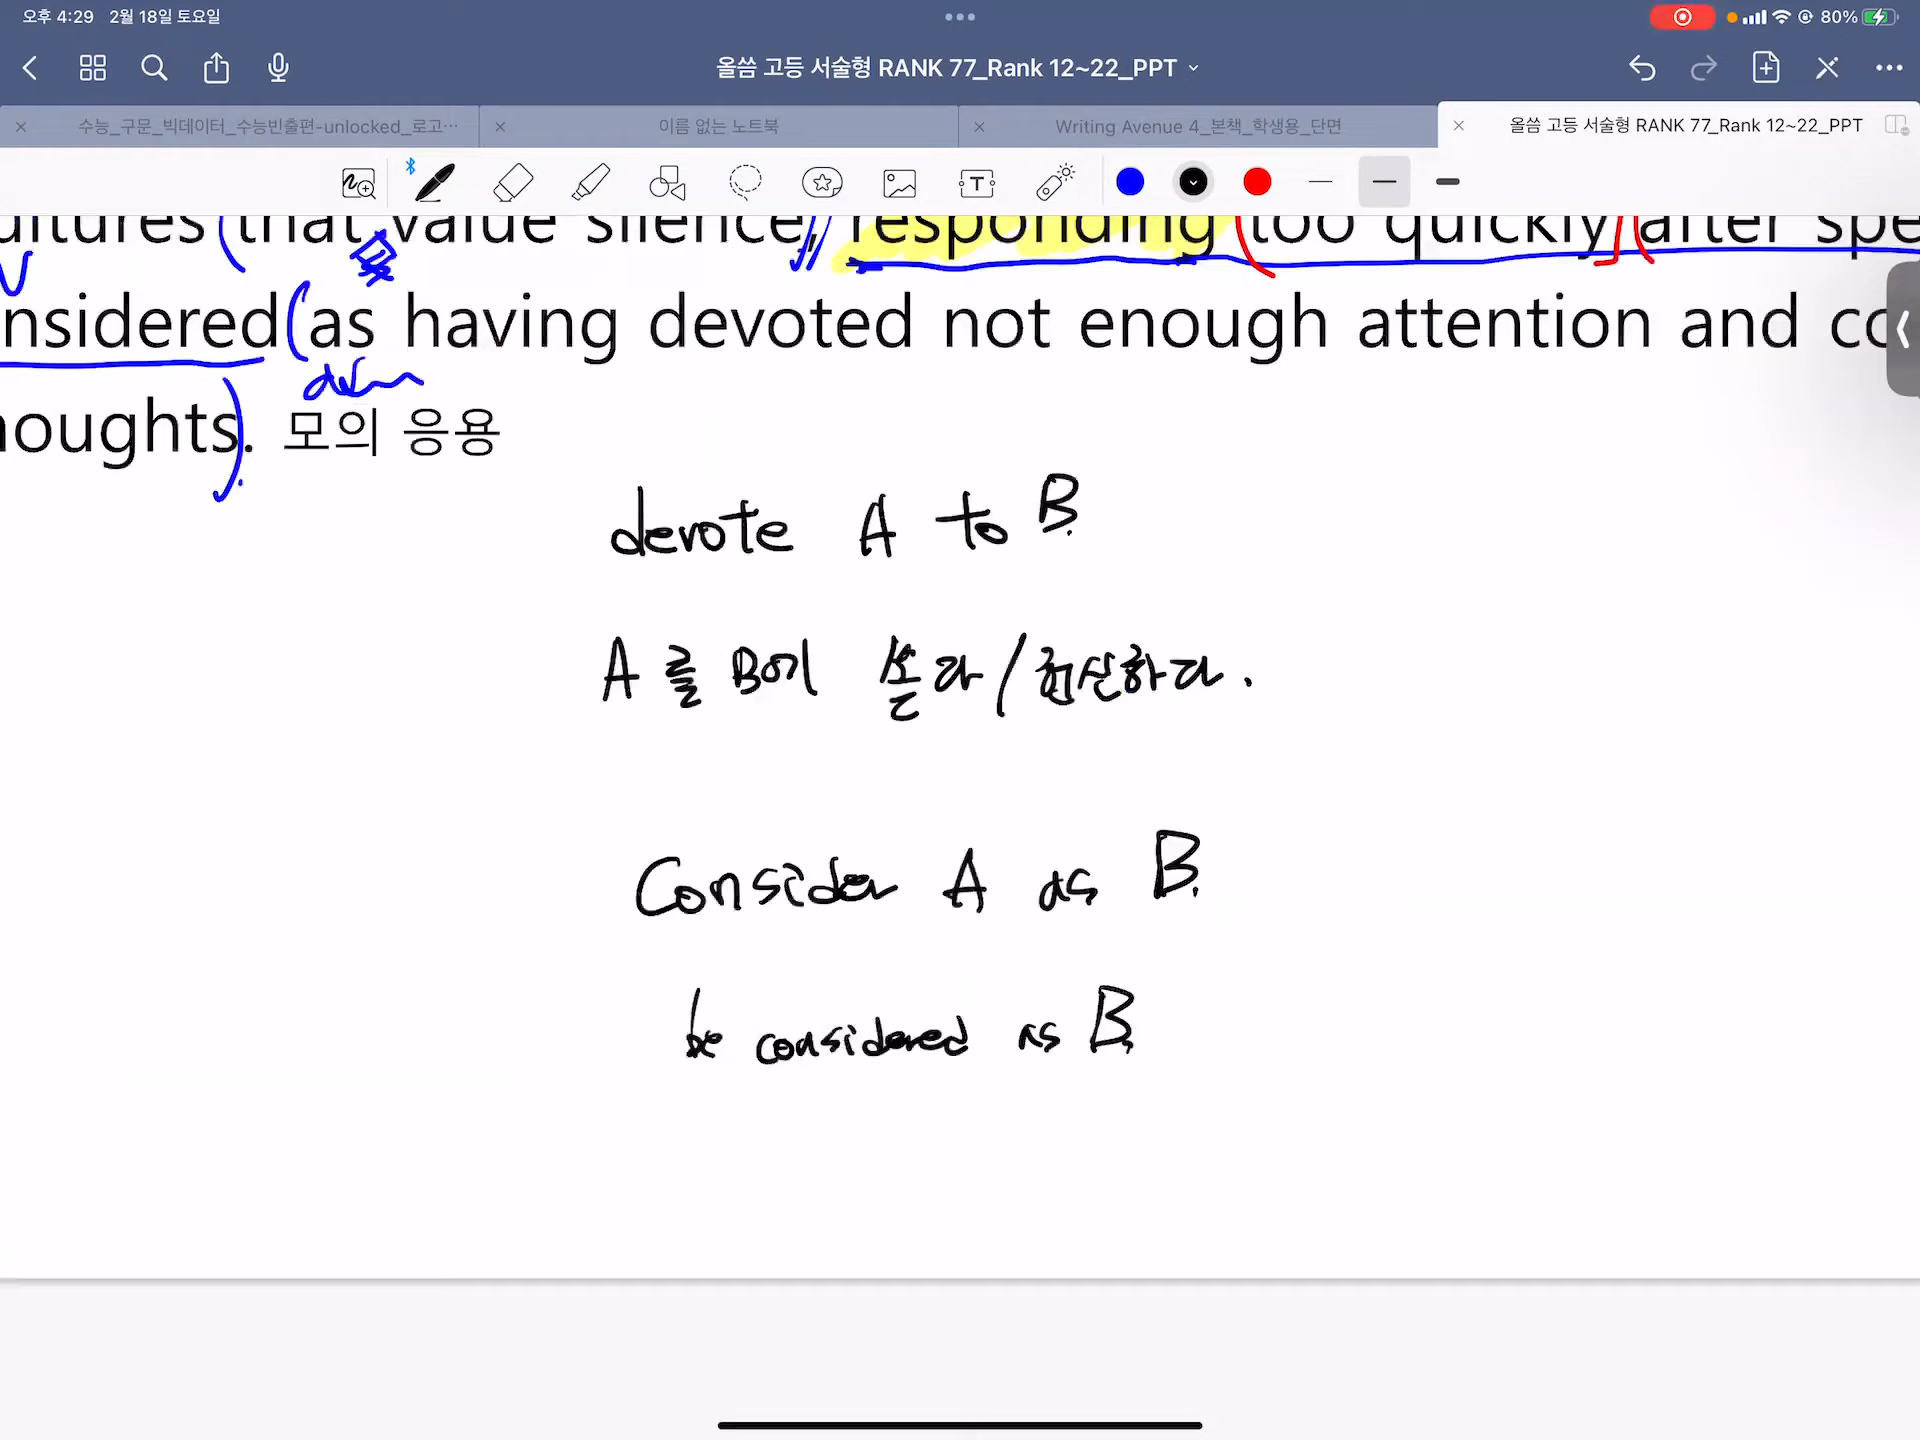 오후 4:29 2월 18일 토요일
80%
올씀 고등 서술형 RANK 77_Rank 12~22_PPT
수능_구문_빅데이터_수능빈출편-unlocked_로고…
이름 없는 노트북
Writing Avenue 4_본책_학생용_단면
올씀 고등 서술형 RANK 77_Rank 12~22_PPT
ultures (that value silence, // responding (too quickly) (after spe
V
nsidered (as having devoted not enough attention and co
houghts). 모의 응용
devote A to B.
A를 B에 쏟다/헌신하다.
Consider A as B.
be considered as B.